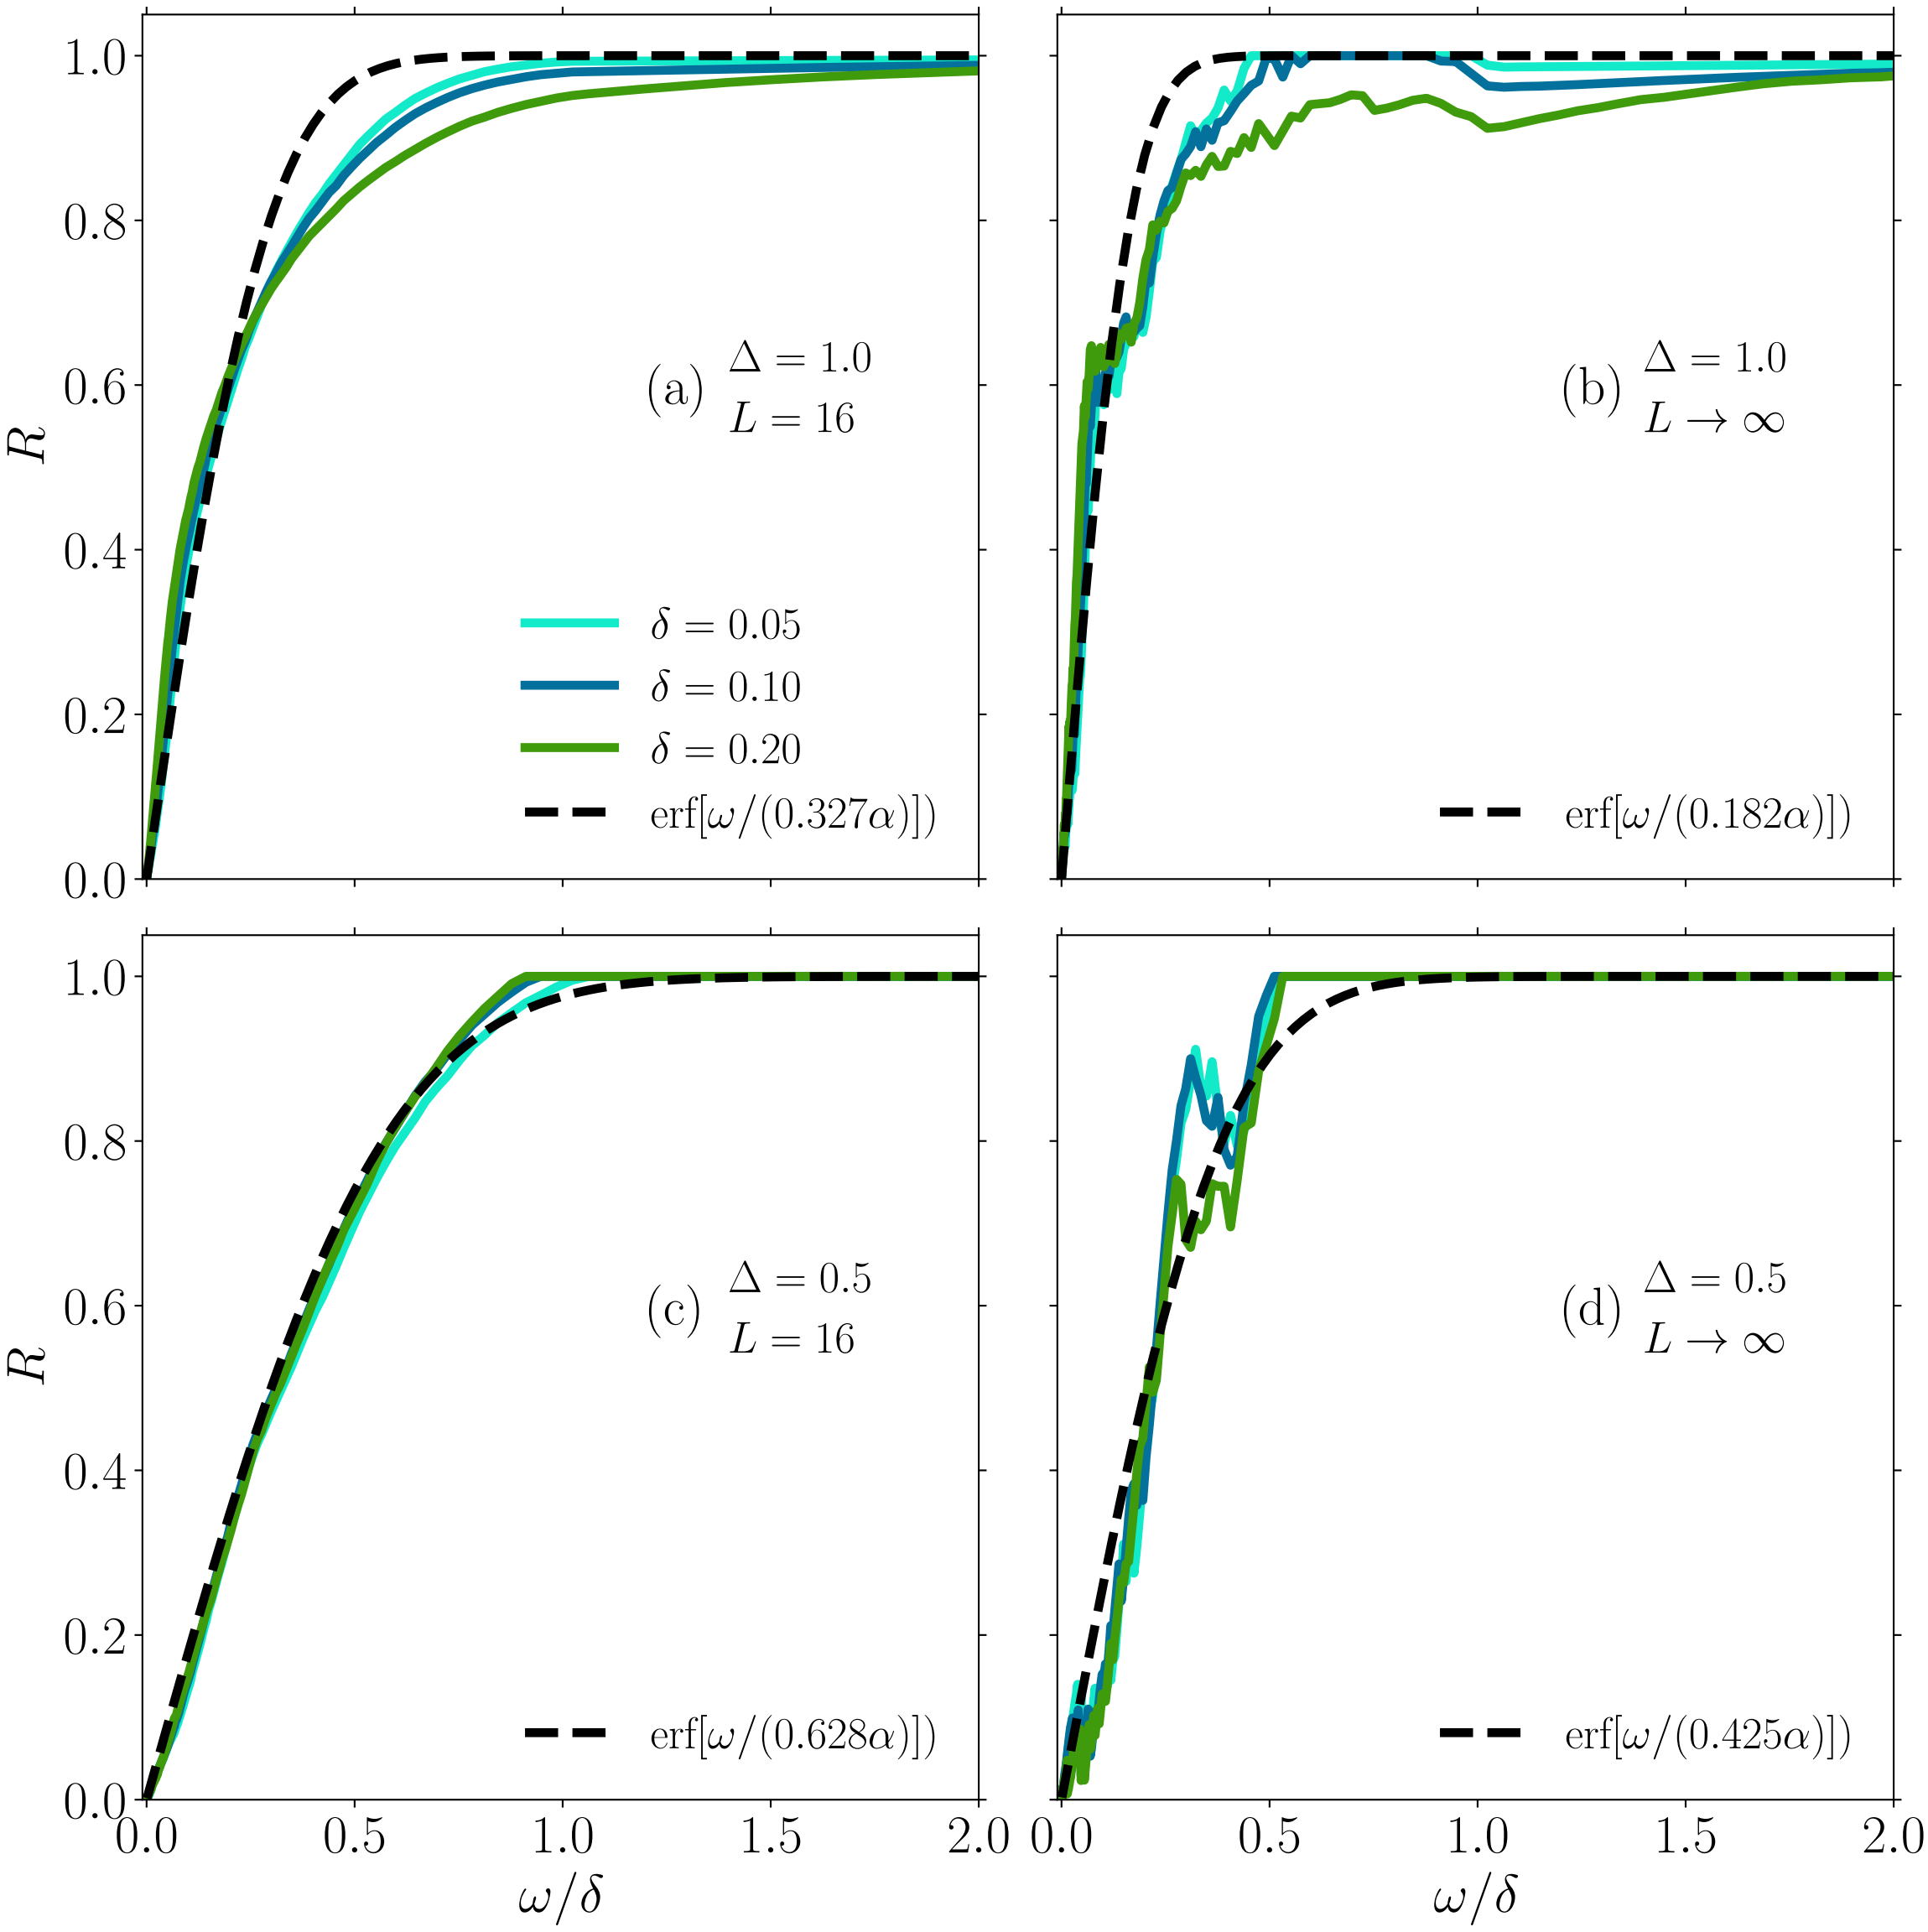 1.0
0.8
0.6
0.4
0.2
0.0
R
(a) Δ = 1.0
L = 16
δ = 0.05
δ = 0.10
δ = 0.20
erf[ω/(0.327α)])
(b) Δ = 1.0
L → ∞
erf[ω/(0.182α)])
1.0
0.8
0.6
0.4
0.2
0.0
R
(c) Δ = 0.5
L = 16
erf[ω/(0.628α)])
0.0 0.5 1.0 1.5 2.0
ω/δ
(d) Δ = 0.5
L → ∞
erf[ω/(0.425α)])
0.0 0.5 1.0 1.5 2.0
ω/δ